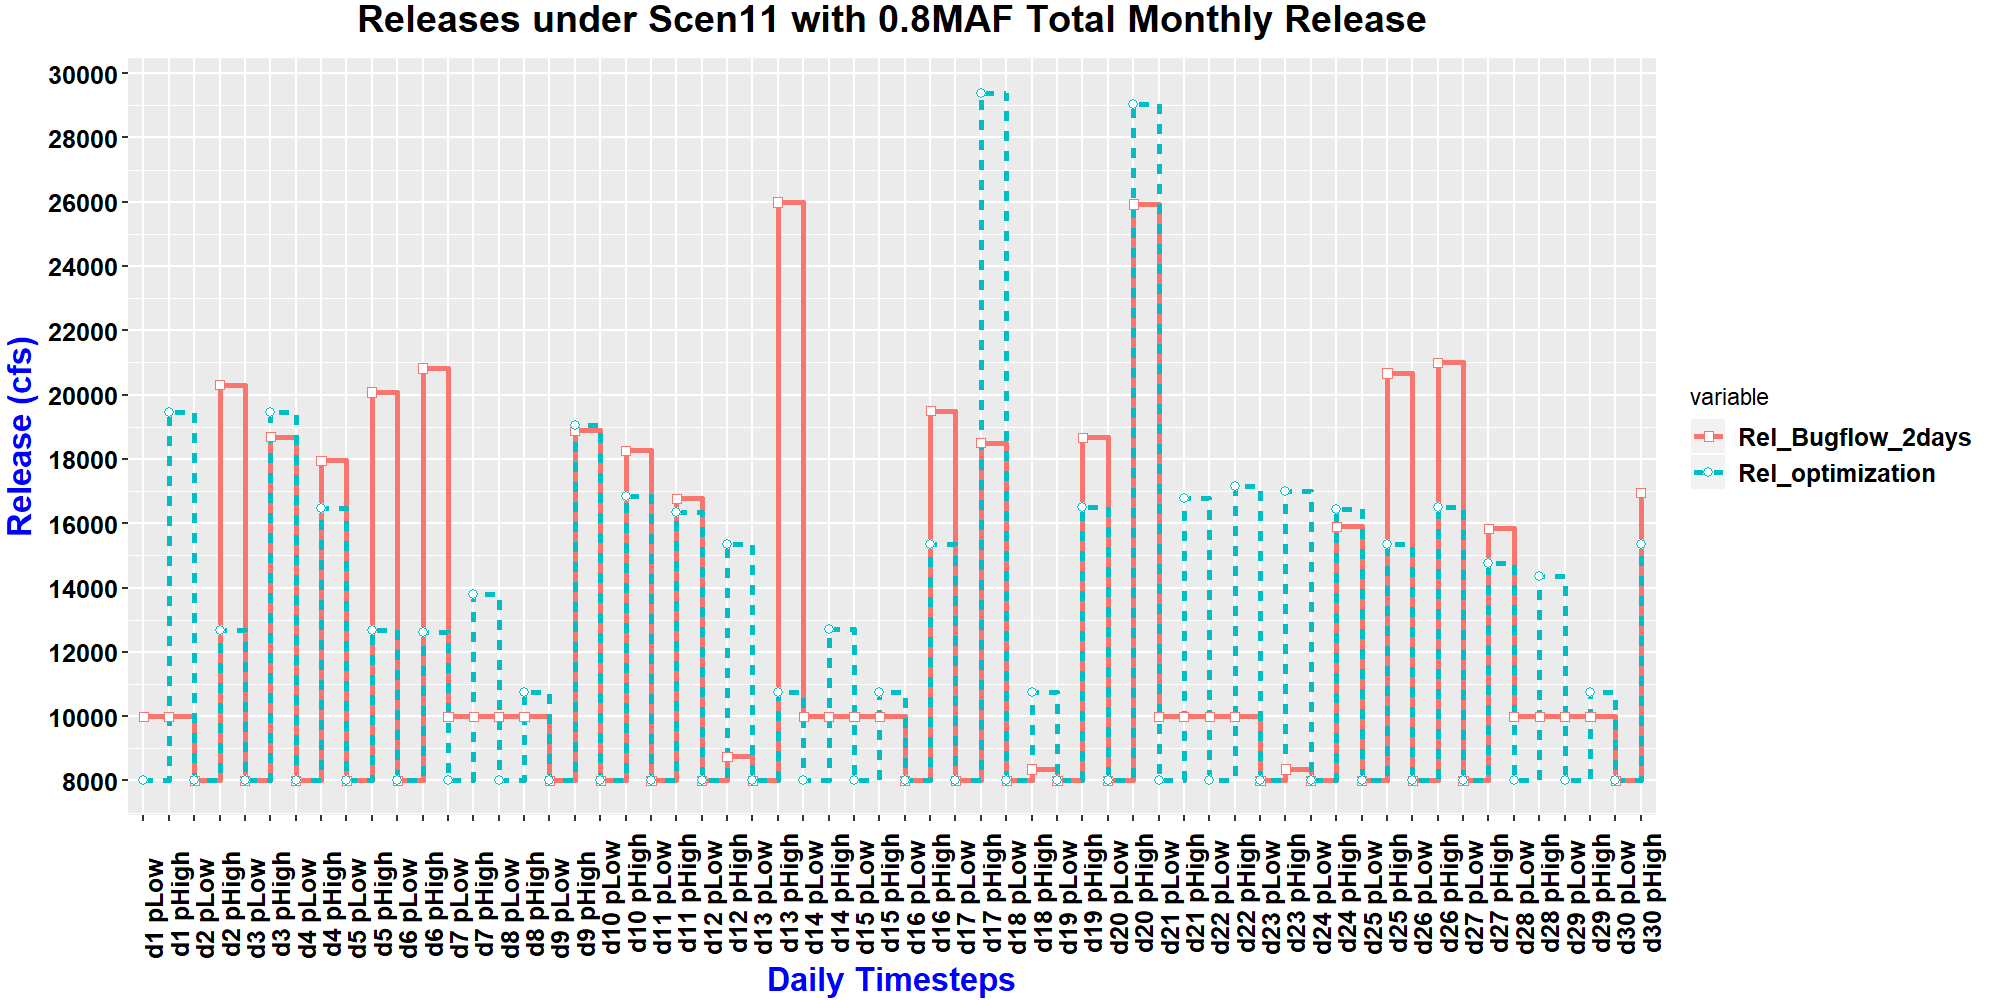 Releases under Scen11 with 0.8MAF Total Monthly Release
Release (cfs)
30000
28000
26000
24000
22000
20000
18000
16000
14000
12000
10000
8000
d1 pLow
d1 pHigh
d2 pLow
d2 pHigh
d3 pLow
d3 pHigh
d4 pLow
d4 pHigh
d5 pLow
d5 pHigh
d6 pLow
d6 pHigh
d7 pLow
d7 pHigh
d8 pLow
d8 pHigh
d9 pLow
d9 pHigh
d10 pLow
d10 pHigh
d11 pLow
d11 pHigh
d12 pLow
d12 pHigh
d13 pLow
d13 pHigh
d14 pLow
d14 pHigh
d15 pLow
d15 pHigh
d16 pLow
d16 pHigh
d17 pLow
d17 pHigh
d18 pLow
d18 pHigh
d19 pLow
d19 pHigh
d20 pLow
d20 pHigh
d21 pLow
d21 pHigh
d22 pLow
d22 pHigh
d23 pLow
d23 pHigh
d24 pLow
d24 pHigh
d25 pLow
d25 pHigh
d26 pLow
d26 pHigh
d27 pLow
d27 pHigh
d28 pLow
d28 pHigh
d29 pLow
d29 pHigh
d30 pLow
d30 pHigh
Daily Timesteps
variable
Rel_Bugflow_2days
Rel_optimization